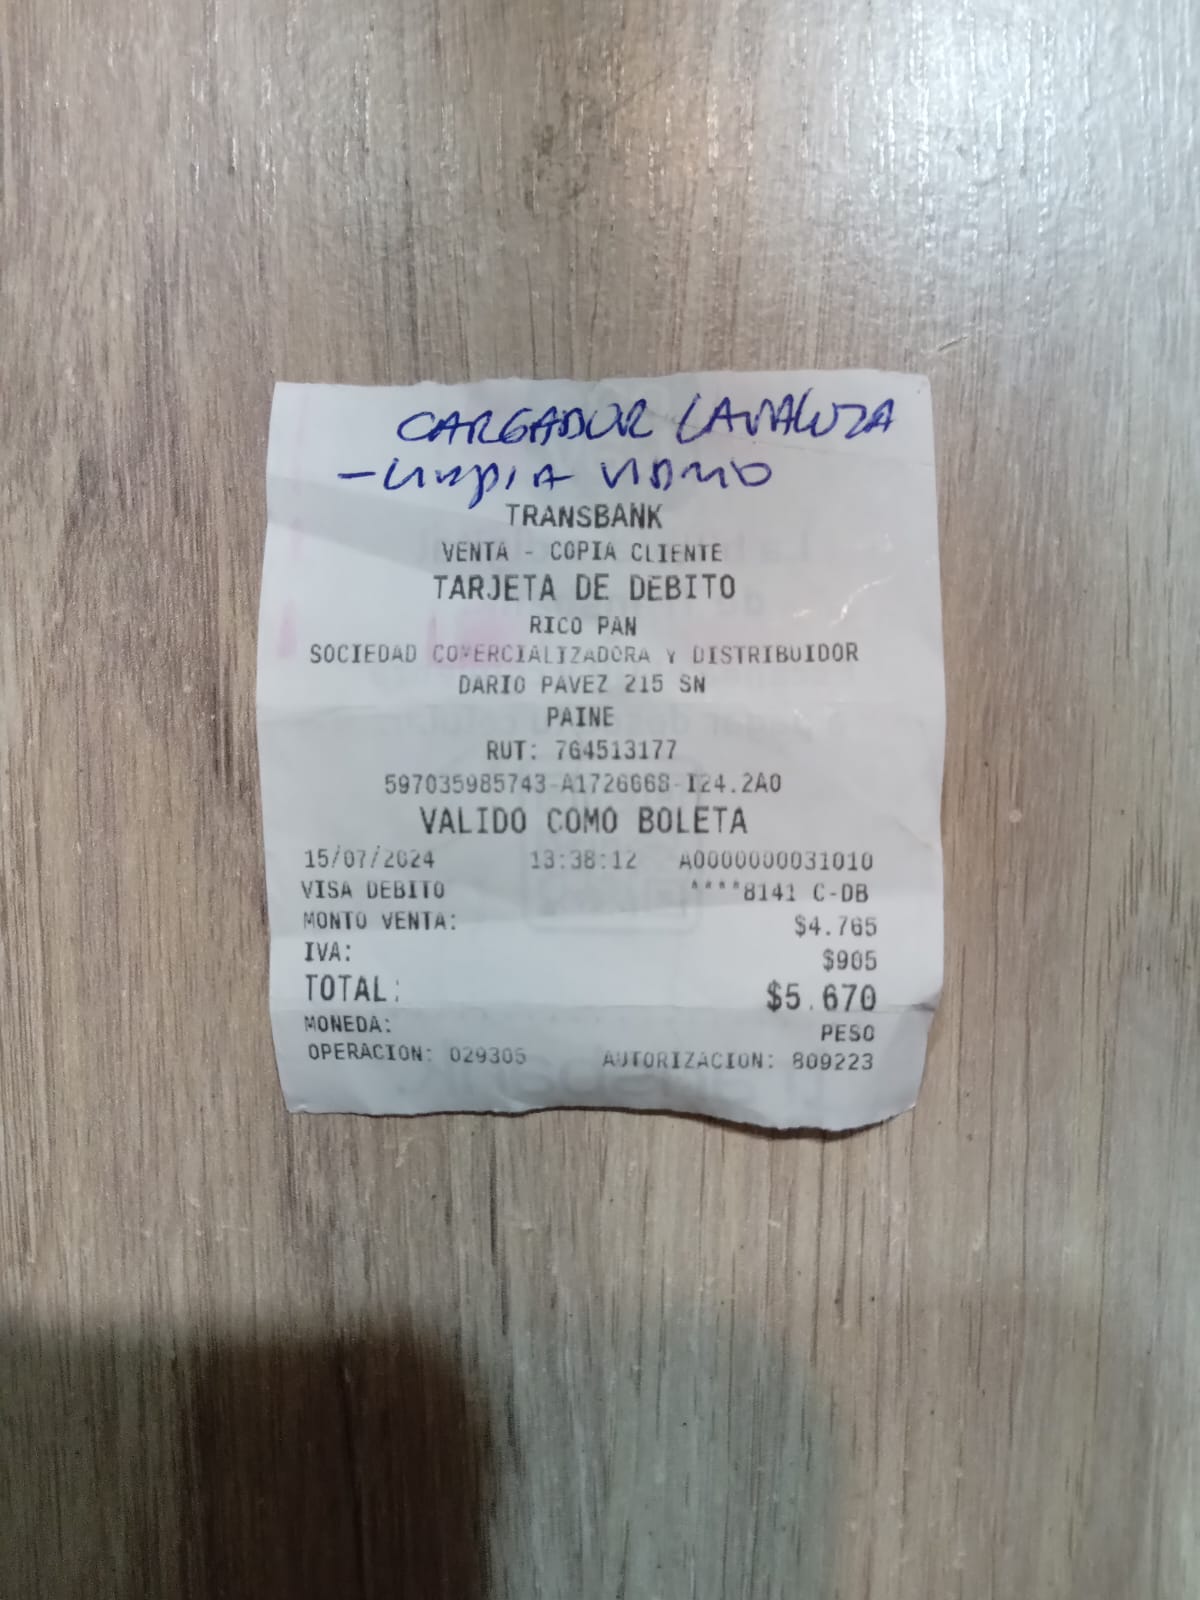 CARGADOR LAVALOZA
- LIMPIA VIDRIO
TRANSBANK
VENTA - COPIA CLIENTE
TARJETA DE DEBITO
RICO PAN
SOCIEDAD COMERCIALIZADORA Y DISTRIBUIDOR
DARIO PAVEZ 215 SN
PAINE
RUT: 764513177
597035985743-A1726668-I24.2A0
VALIDO COMO BOLETA
15/07/2024 13:38:12 A0000000031010
VISA DEBITO ****8141 C-DB
MONTO VENTA: $4.765
IVA: $905
TOTAL: $5.670
MONEDA: PESO
OPERACION: 029305 AUTORIZACION: 809223